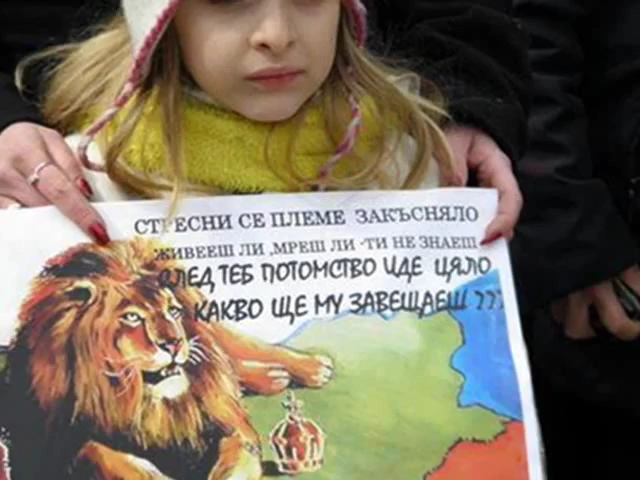 СТРЕСНИ СЕ ПЛЕМЕ ЗАКЪСНЯЛО
ЖИВЕЕШ ЛИ ,МРЕШ ЛИ -ТИ НЕ ЗНАЕШ
СЛЕД ТЕБ ПОТОМСТВО ИДЕ ЦЯЛО
КАКВО ЩЕ МУ ЗАВЕЩАЕШ ???